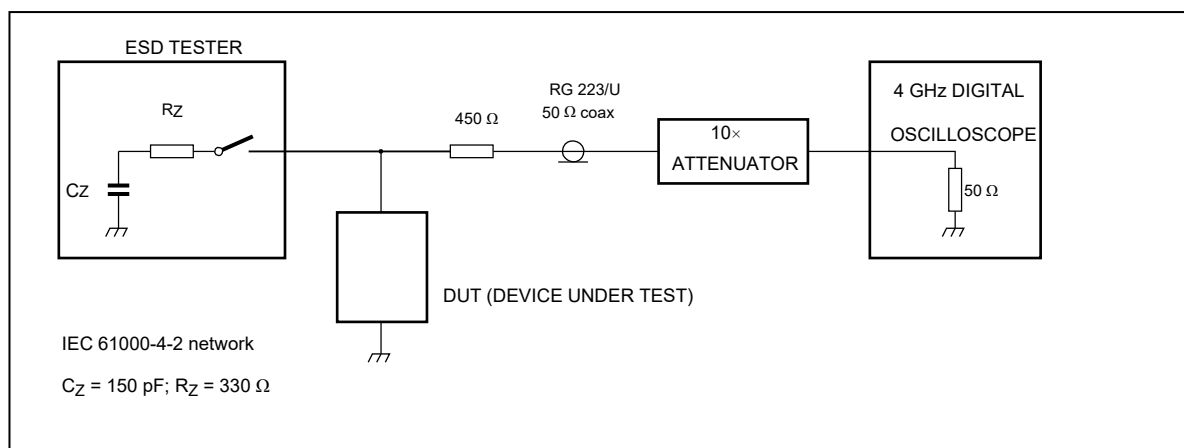 ESD TESTER
RZ
CZ
450 Ω
RG 223/U
50 Ω coax
10×
ATTENUATOR
4 GHz DIGITAL
OSCILLOSCOPE
50 Ω
DUT (DEVICE UNDER TEST)
IEC 61000-4-2 network
CZ = 150 pF; RZ = 330 Ω